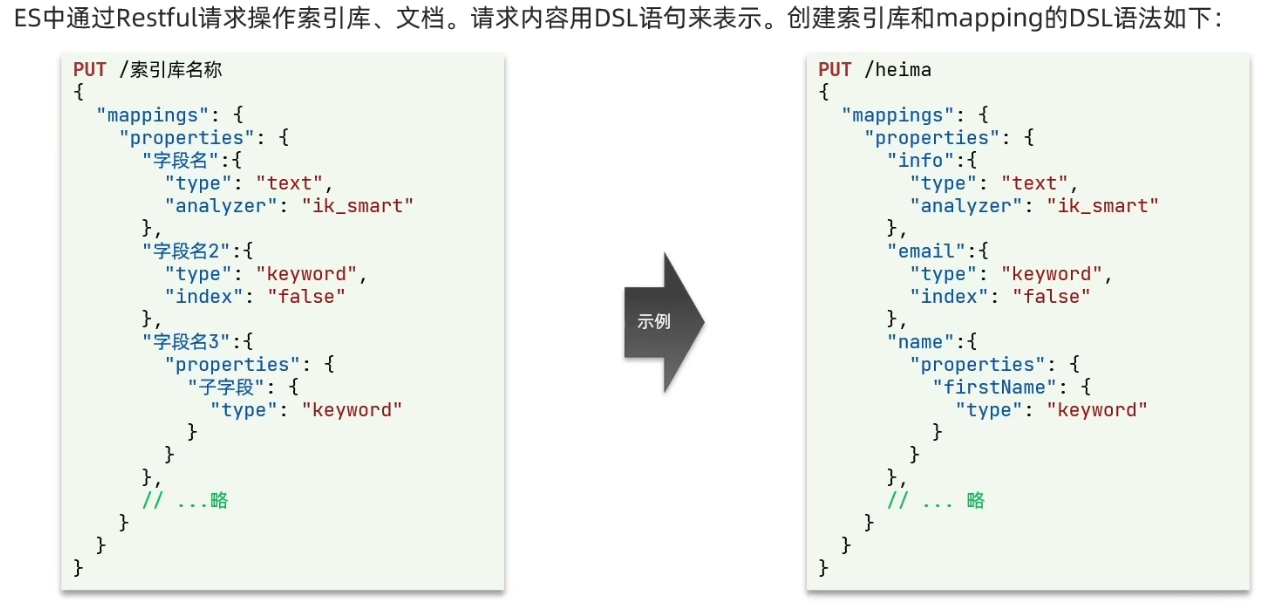 ES中通过Restful请求操作索引库、文档。请求内容用DSL语句来表示。创建索引库和mapping的DSL语法如下：
PUT /索引库名称
{
  "mappings": {
    "properties": {
      "字段名":{
        "type": "text",
        "analyzer": "ik_smart"
      },
      "字段名2":{
        "type": "keyword",
        "index": "false"
      },
      "字段名3":{
        "properties": {
          "子字段": {
            "type": "keyword"
          }
        }
      },
      // ...略
    }
  }
}
示例
PUT /heima
{
  "mappings": {
    "properties": {
      "info":{
        "type": "text",
        "analyzer": "ik_smart"
      },
      "email":{
        "type": "keyword",
        "index": "false"
      },
      "name":{
        "properties": {
          "firstName": {
            "type": "keyword"
          }
        }
      },
      // ... 略
    }
  }
}